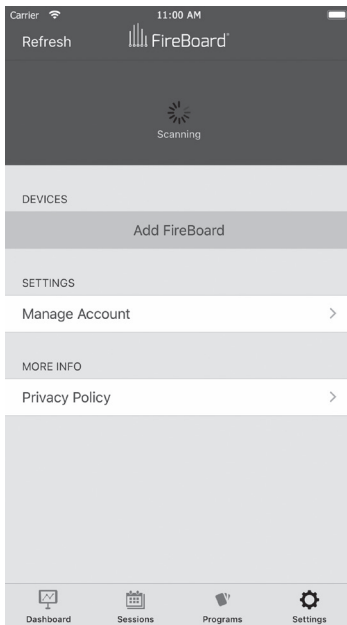 Carrier 11:00 AM
Refresh FireBoard
Scanning
DEVICES
Add FireBoard
SETTINGS
Manage Account
MORE INFO
Privacy Policy
Dashboard Sessions Programs Settings